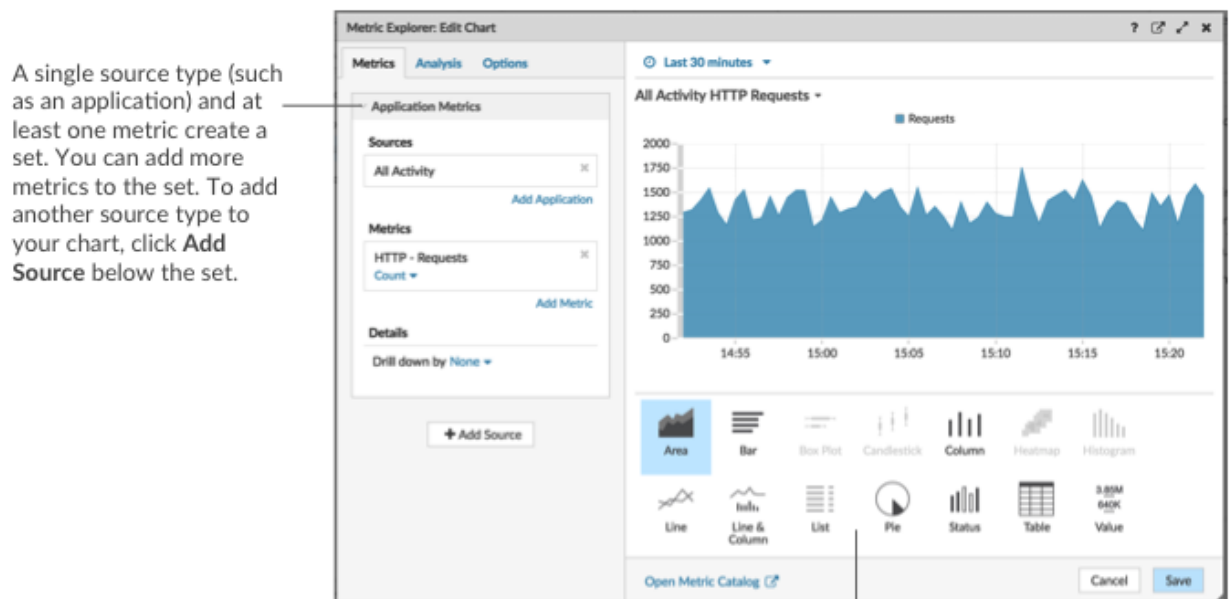 Metric Explorer: Edit Chart
?
A single source type (such
as an application) and at
least one metric create a
set. You can add more
metrics to the set. To add
another source type to
your chart, click Add
Source below the set.
Metrics Analysis Options
Application Metrics
Sources
All Activity
Add Application
Metrics
HTTP - Requests
Count
Add Metric
Details
Drill down by None
+ Add Source
Last 30 minutes
All Activity HTTP Requests
Requests
2000
1750
1500
1250
1000
750
500
250
0
14:55 15:00 15:05 15:10 15:15 15:20
Area Bar Box Plot Candlestick Column Heatmap Histogram
3.85M
640K
Line Line & Column List Pie Status Table Value
Open Metric Catalog
Cancel Save